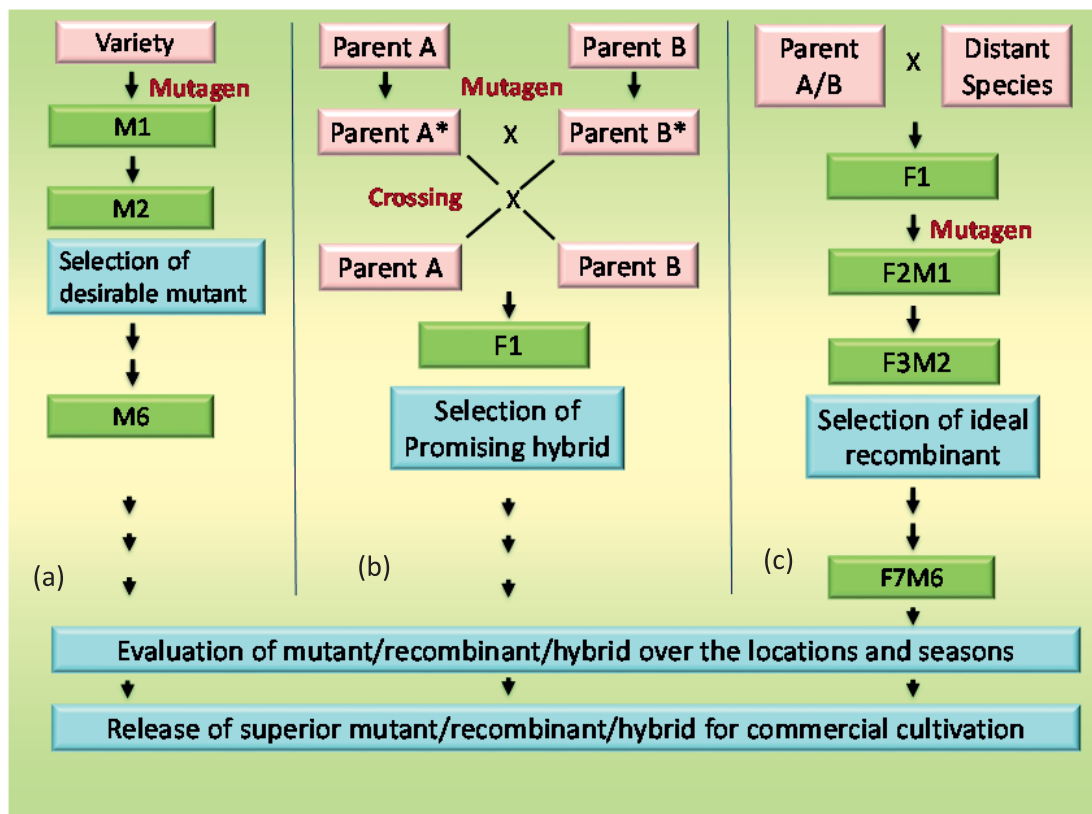 Variety
Mutagen
M1
M2
Selection of
desirable mutant
M6
(a)
Parent A
Parent B
Mutagen
Parent A*
X
Parent B*
Crossing
X
Parent A
Parent B
F1
Selection of
Promising hybrid
(b)
Parent
A/B
X
Distant
Species
F1
Mutagen
F2M1
F3M2
Selection of ideal
recombinant
(c)
F7M6
Evaluation of mutant/recombinant/hybrid over the locations and seasons
Release of superior mutant/recombinant/hybrid for commercial cultivation